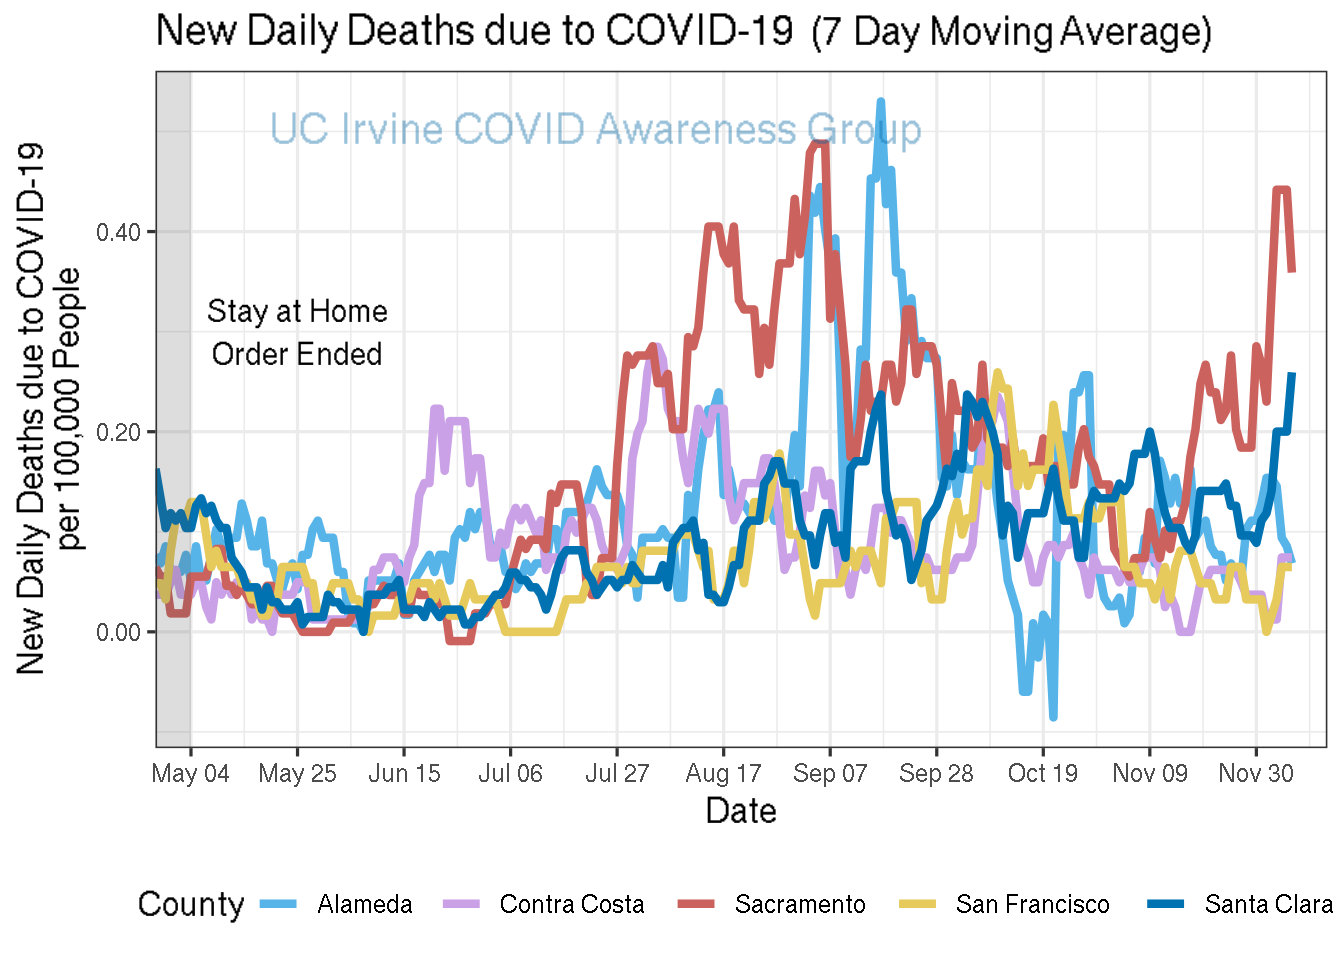 New Daily Deaths due to COVID-19 (7 Day Moving Average)
UC Irvine COVID Awareness Group
Stay at Home
Order Ended
New Daily Deaths due to COVID-19
per 100,000 People
0.40
0.20
0.00
May 04 May 25 Jun 15 Jul 06 Jul 27 Aug 17 Sep 07 Sep 28 Oct 19 Nov 09 Nov 30
Date
County Alameda Contra Costa Sacramento San Francisco Santa Clara